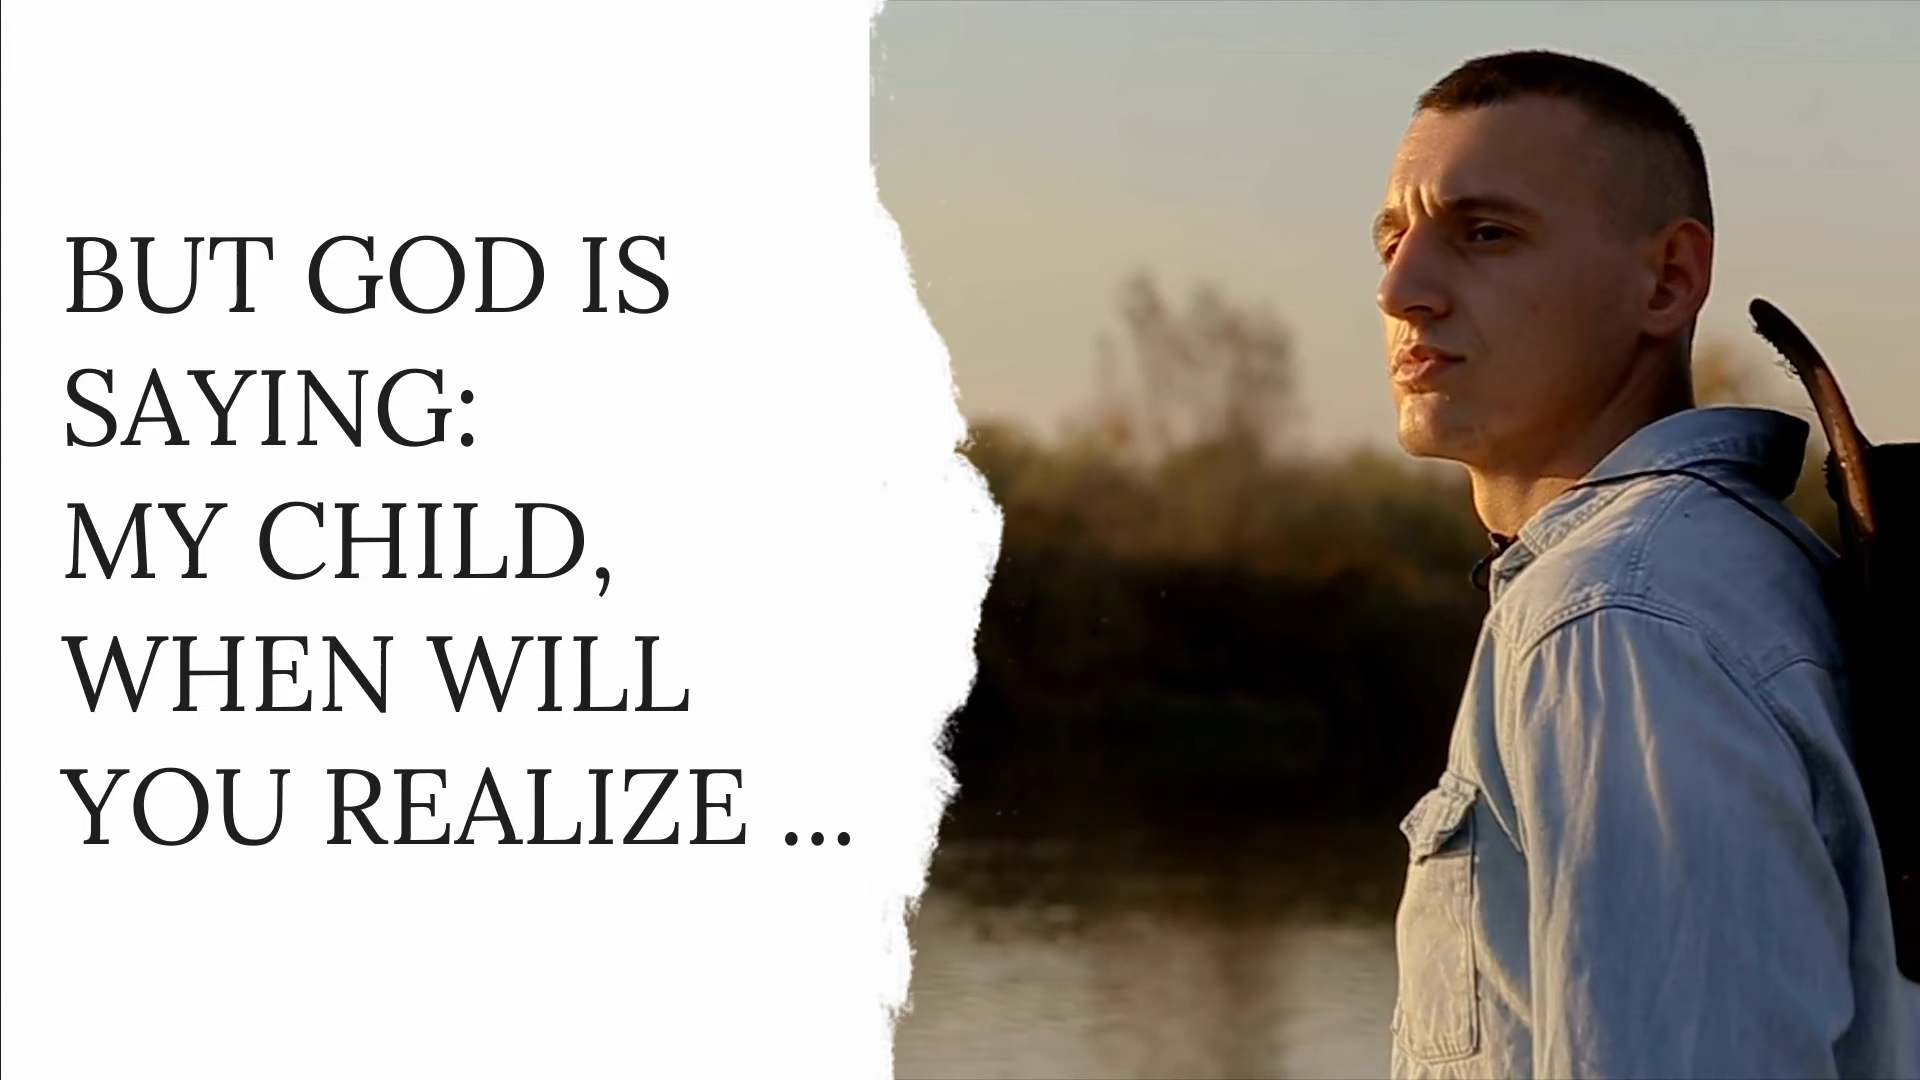 BUT GOD IS
SAYING:
MY CHILD,
WHEN WILL
YOU REALIZE ...